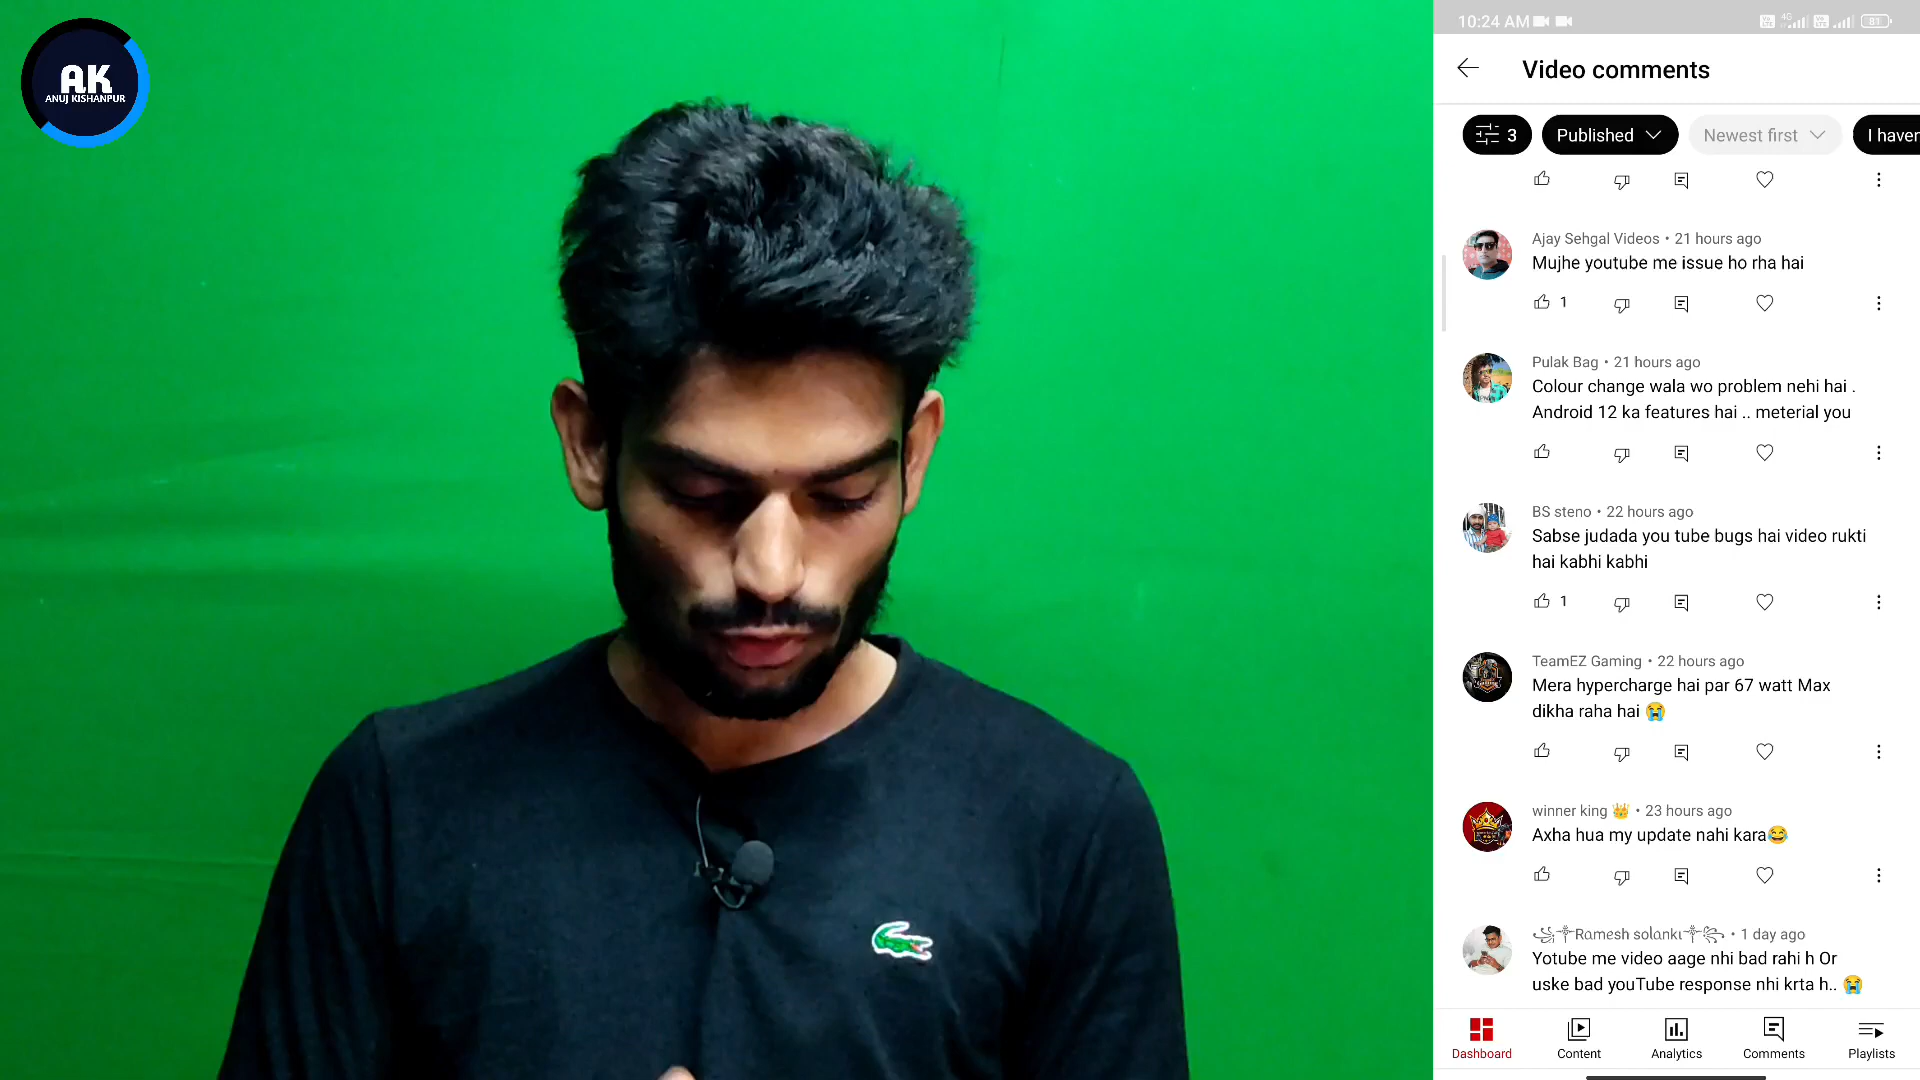 AK
ANUJ KISHANPUR
10:24 AM
4G
81
Video comments
3
Published
Newest first
I haven
Ajay Sehgal Videos • 21 hours ago
Mujhe youtube me issue ho rha hai
1
Pulak Bag • 21 hours ago
Colour change wala wo problem nehi hai .
Android 12 ka features hai .. meterial you
BS steno • 22 hours ago
Sabse judada you tube bugs hai video rukti
hai kabhi kabhi
1
TeamEZ Gaming • 22 hours ago
Mera hypercharge hai par 67 watt Max
dikha raha hai 😭
winner king 👑 • 23 hours ago
Axha hua my update nahi kara😂
Ramesh solanki • 1 day ago
Yotube me video aage nhi bad rahi h Or
uske bad youTube response nhi krta h.. 😭
Dashboard
Content
Analytics
Comments
Playlists